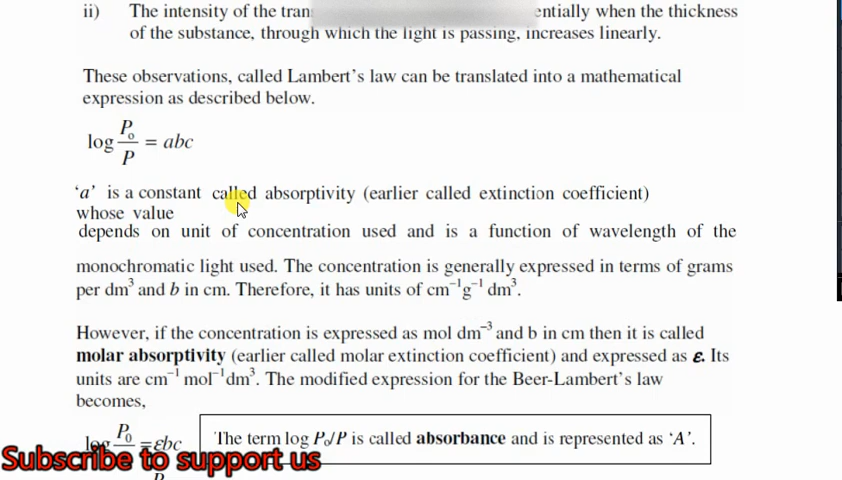 ii) The intensity of the tran entially when the thickness
of the substance, through which the light is passing, increases linearly.
These observations, called Lambert's law can be translated into a mathematical
expression as described below.
log P₀/P = abc
'a' is a constant called absorptivity (earlier called extinction coefficient)
whose value
depends on unit of concentration used and is a function of wavelength of the
monochromatic light used. The concentration is generally expressed in terms of grams
per dm³ and b in cm. Therefore, it has units of cm⁻¹g⁻¹ dm³.
However, if the concentration is expressed as mol dm⁻³ and b in cm then it is called
molar absorptivity (earlier called molar extinction coefficient) and expressed as ε. Its
units are cm⁻¹ mol⁻¹dm³. The modified expression for the Beer-Lambert's law
becomes,
log P₀/P = εbc
The term log P₀/P is called absorbance and is represented as 'A'.
Subscribe to support us